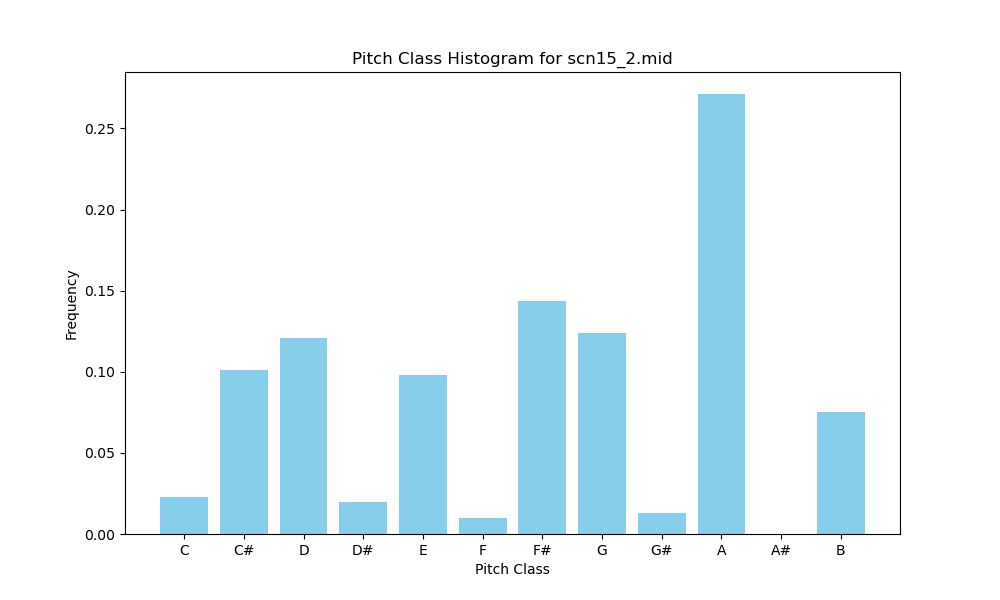 Pitch Class Histogram for scn15_2.mid
Frequency
0.25
0.20
0.15
0.10
0.05
0.00
C C# D D# E F F# G G# A A# B
Pitch Class